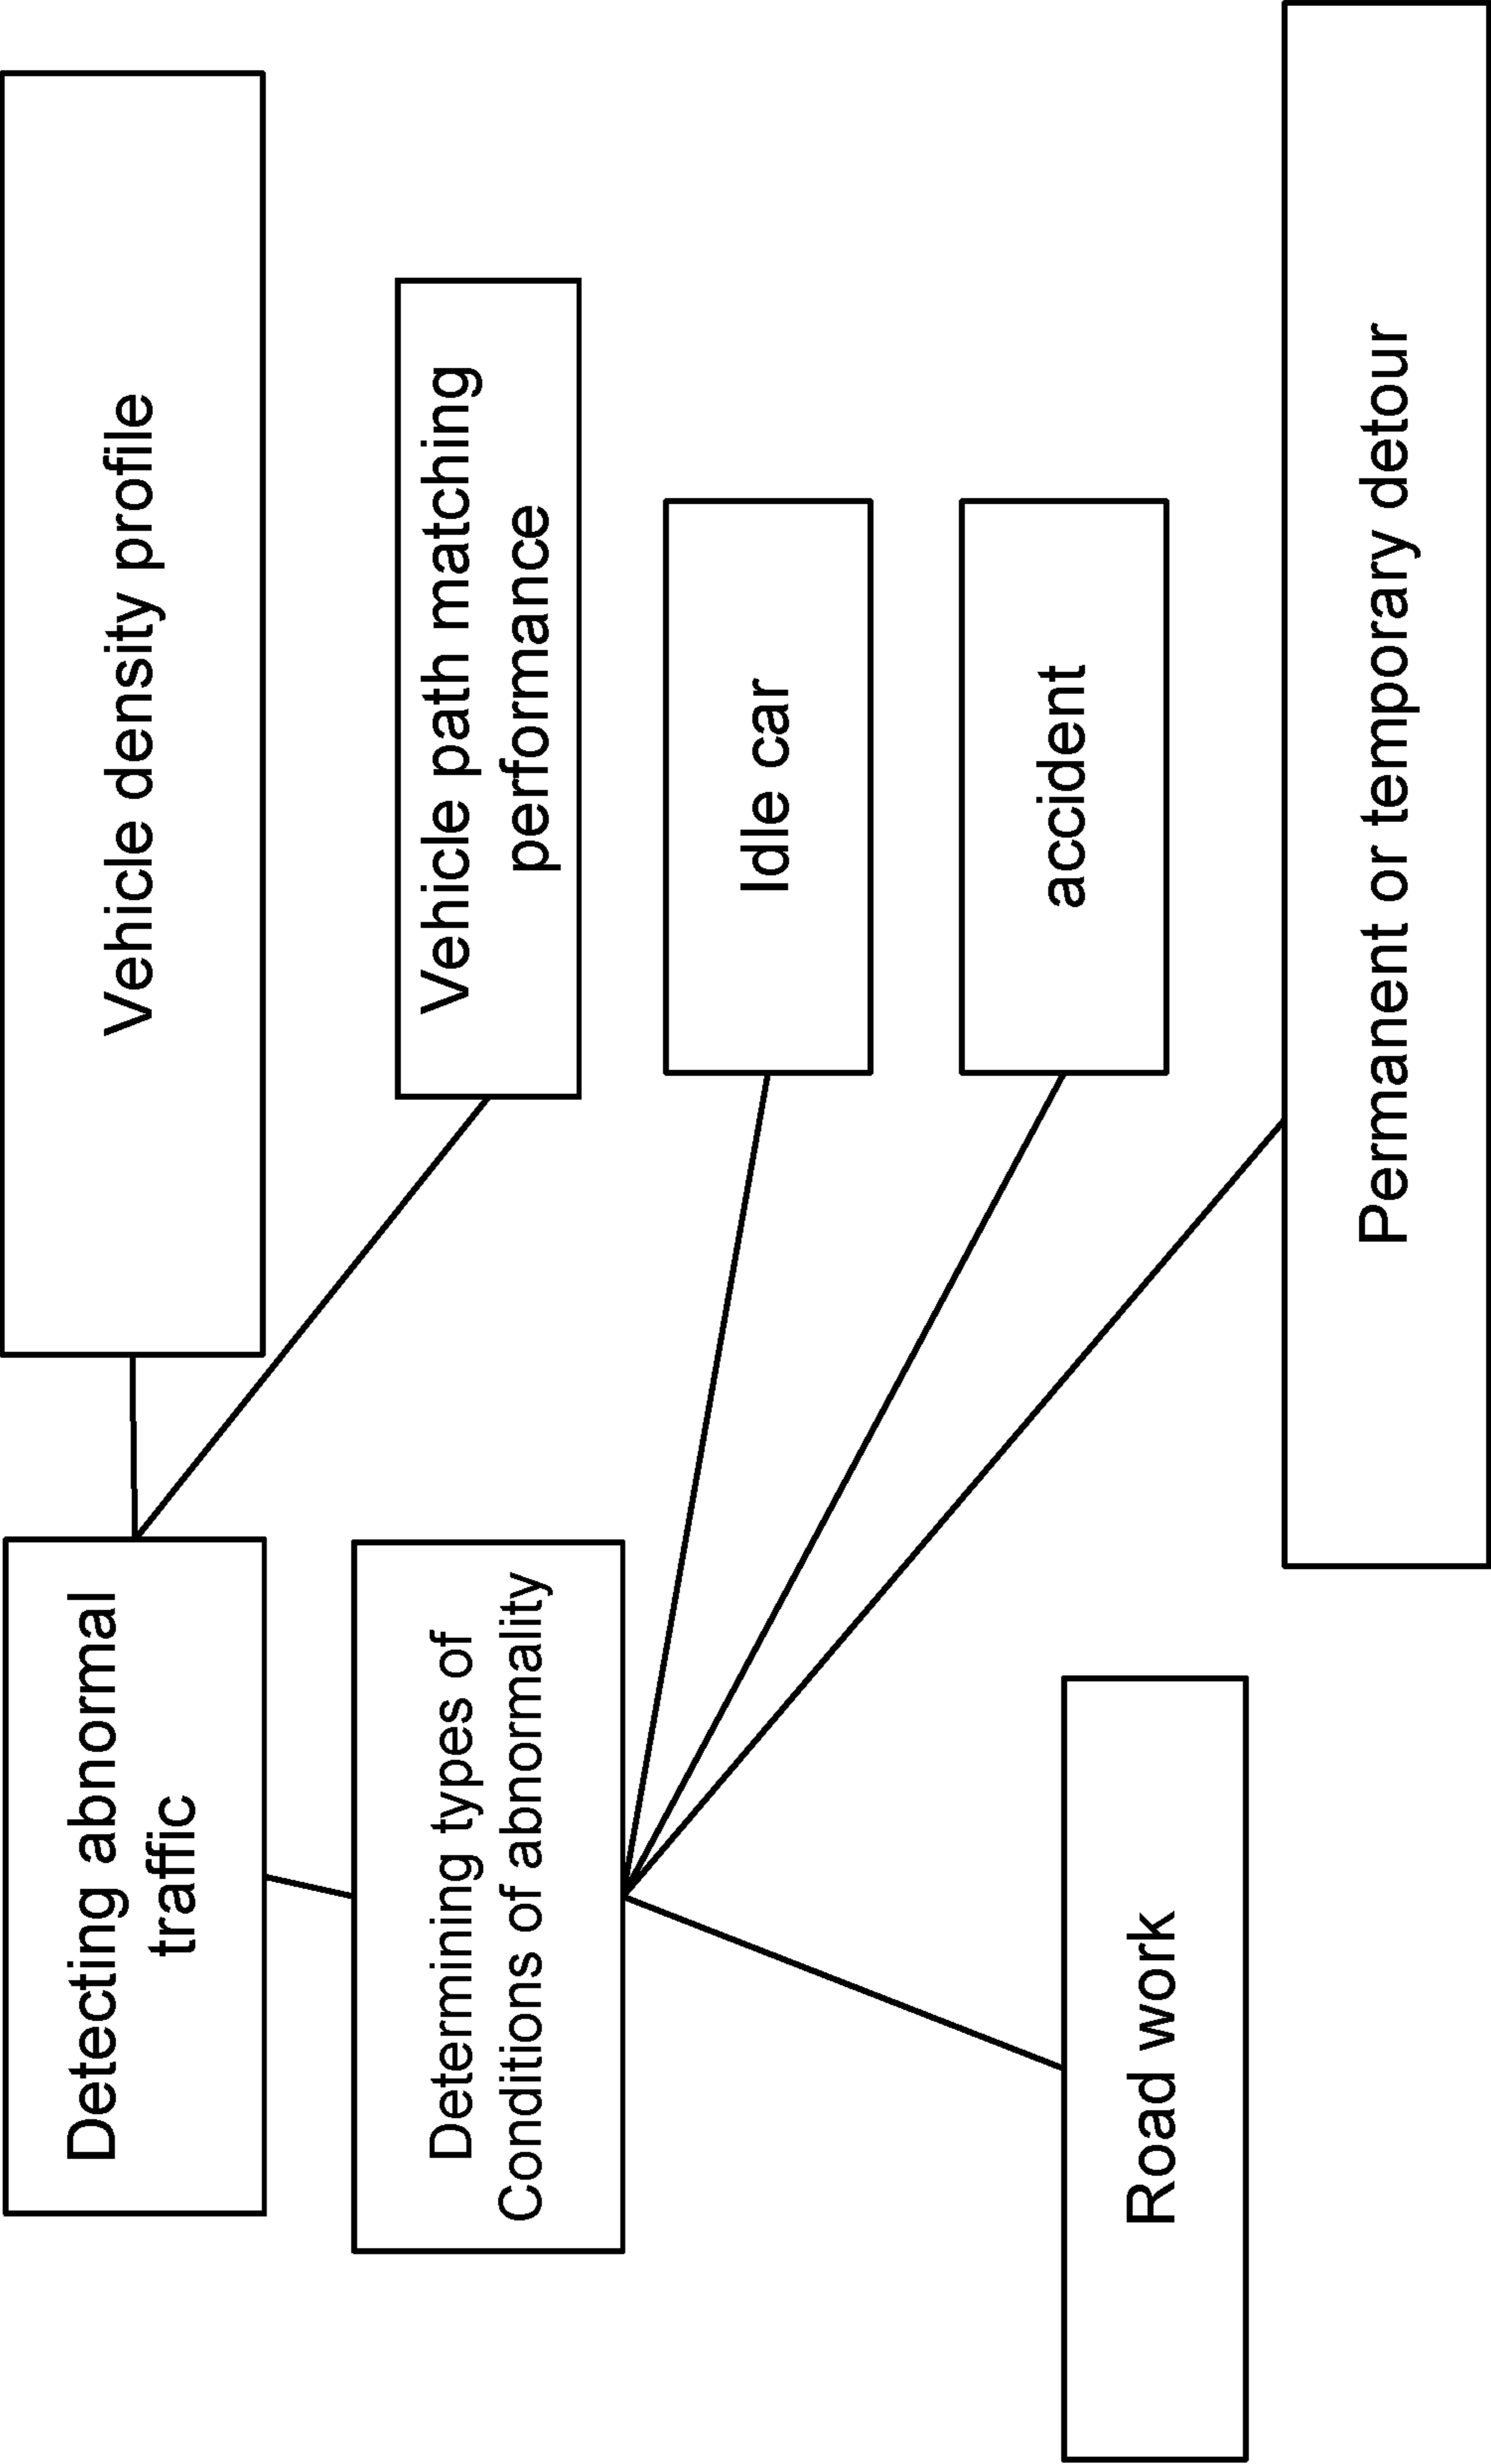 Detecting abnormal
traffic
Vehicle density profile
Determining types of
Conditions of abnormality
Vehicle path matching
performance
Idle car
accident
Road work
Permanent or temporary detour